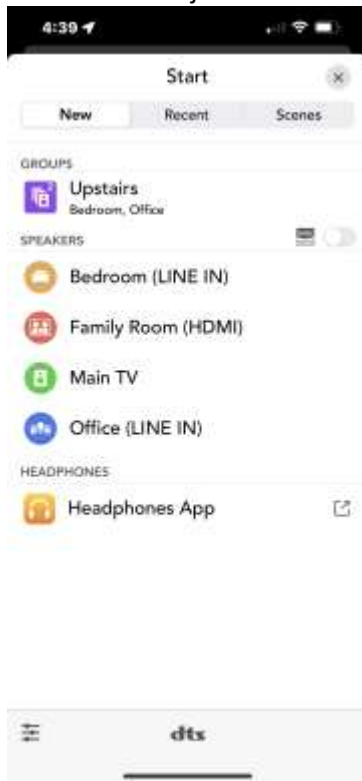 4:39
Start
New Recent Scenes
GROUPS
Upstairs
Bedroom, Office
SPEAKERS
Bedroom (LINE IN)
Family Room (HDMI)
Main TV
Office (LINE IN)
HEADPHONES
Headphones App
dts